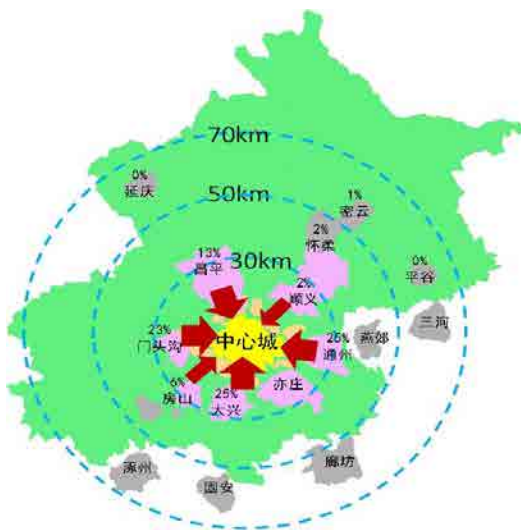 70km
0%
延庆
50km
1%
密云
2%
怀柔
13%
昌平
30km
0%
平谷
2%
顺义
三河
23%
门头沟
中心城
25%
通州
燕郊
6%
房山
25%
大兴
亦庄
涿州
固安
廊坊